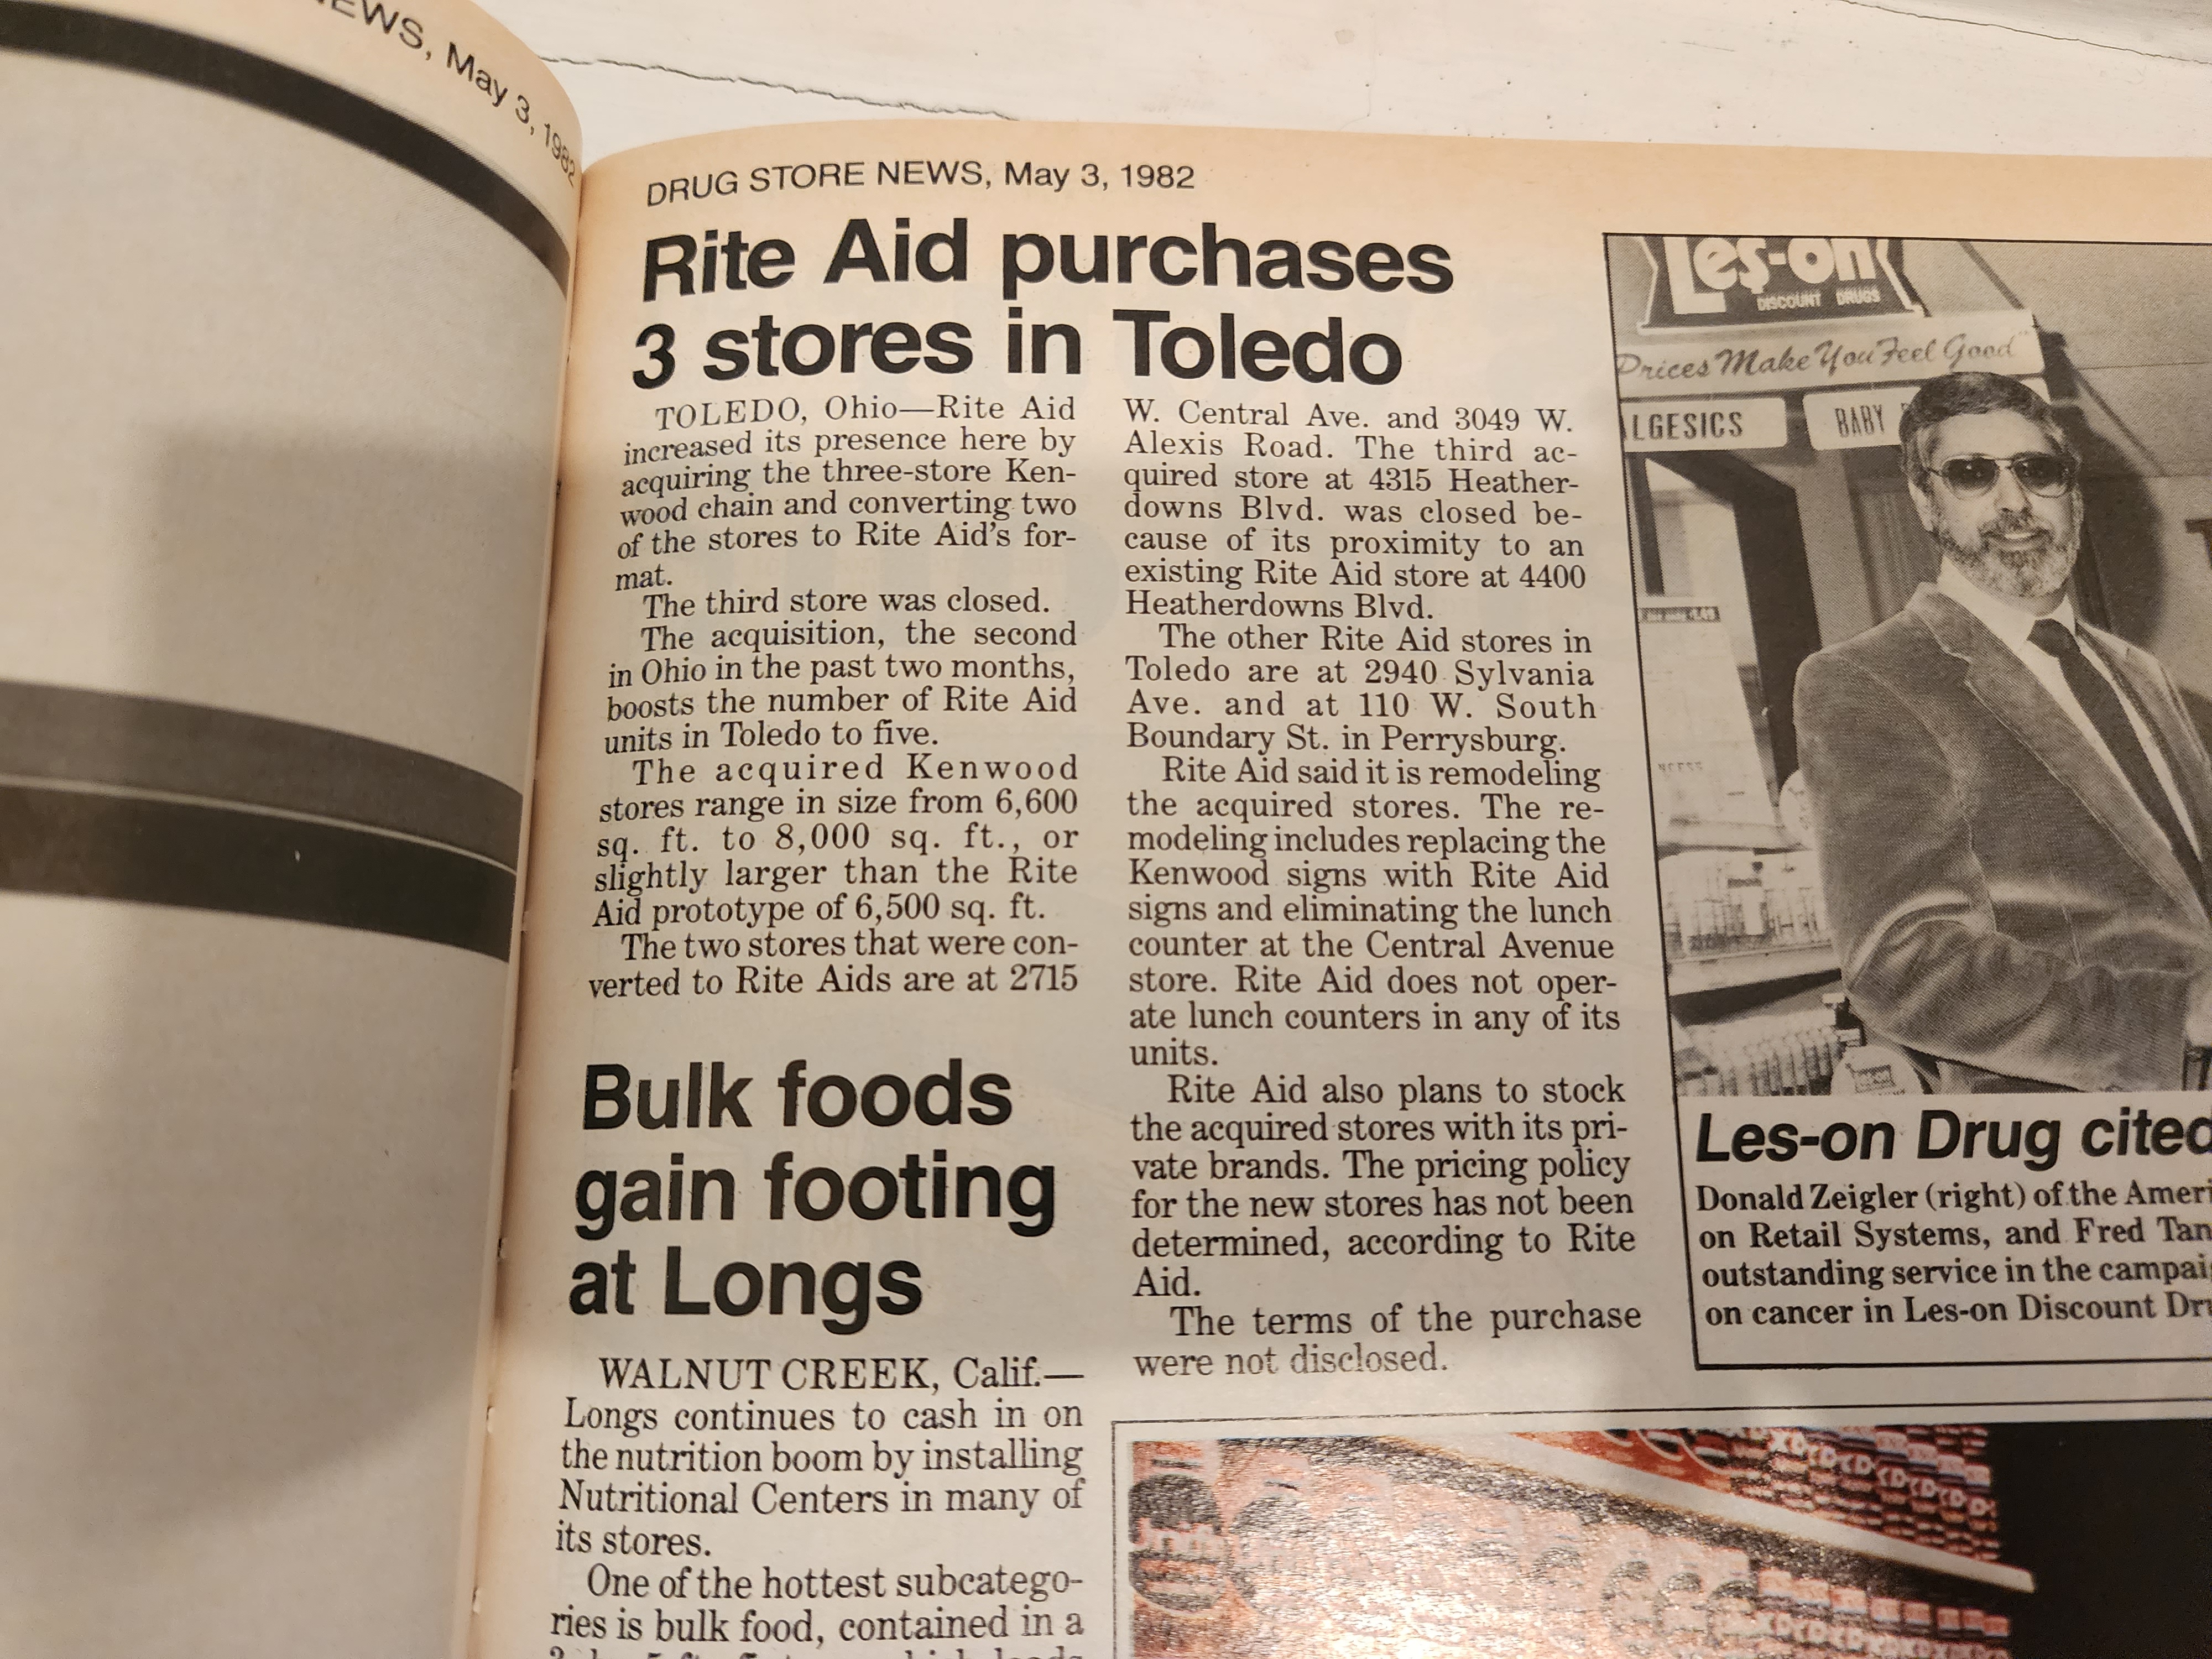 NEWS, May 3, 1982
DRUG STORE NEWS, May 3, 1982
Rite Aid purchases
3 stores in Toledo
TOLEDO, Ohio—Rite Aid
increased its presence here by
acquiring the three-store Ken-
wood chain and converting two
of the stores to Rite Aid's for-
mat.
The third store was closed.
The acquisition, the second
in Ohio in the past two months,
boosts the number of Rite Aid
units in Toledo to five.
The acquired Kenwood
stores range in size from 6,600
sq. ft. to 8,000 sq. ft., or
slightly larger than the Rite
Aid prototype of 6,500 sq. ft.
The two stores that were con-
verted to Rite Aids are at 2715
W. Central Ave. and 3049 W.
Alexis Road. The third ac-
quired store at 4315 Heather-
downs Blvd. was closed be-
cause of its proximity to an
existing Rite Aid store at 4400
Heatherdowns Blvd.
The other Rite Aid stores in
Toledo are at 2940 Sylvania
Ave. and at 110 W. South
Boundary St. in Perrysburg.
Rite Aid said it is remodeling
the acquired stores. The re-
modeling includes replacing the
Kenwood signs with Rite Aid
signs and eliminating the lunch
counter at the Central Avenue
store. Rite Aid does not oper-
ate lunch counters in any of its
units.
Rite Aid also plans to stock
the acquired stores with its pri-
vate brands. The pricing policy
for the new stores has not been
determined, according to Rite
Aid.
The terms of the purchase
were not disclosed.
Bulk foods
gain footing
at Longs
WALNUT CREEK, Calif.—
Longs continues to cash in on
the nutrition boom by installing
Nutritional Centers in many of
its stores.
One of the hottest subcatego-
ries is bulk food, contained in a
Les-on
DISCOUNT DRUGS
Prices Make You Feel Good
LGESICS
BABY
Les-on Drug cited
Donald Zeigler (right) of the Ameri
on Retail Systems, and Fred Tan
outstanding service in the campai
on cancer in Les-on Discount Dru